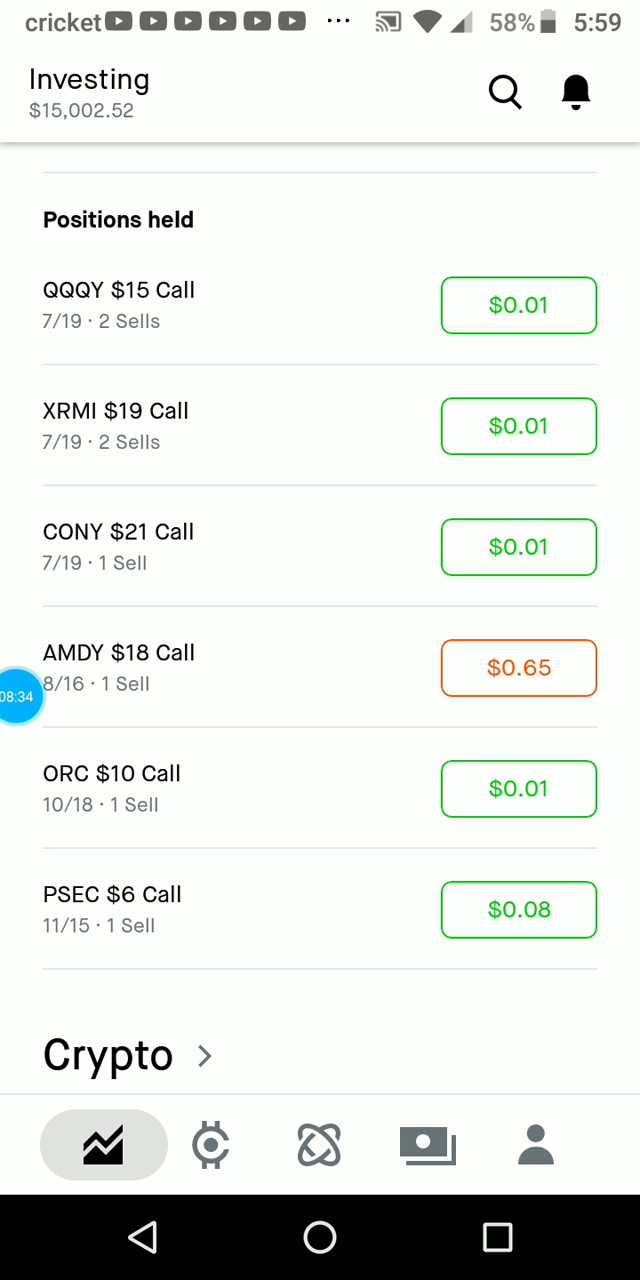 cricket ... 58% 5:59
Investing
$15,002.52
Positions held
QQQY $15 Call
7/19 · 2 Sells
$0.01
XRMI $19 Call
7/19 · 2 Sells
$0.01
CONY $21 Call
7/19 · 1 Sell
$0.01
AMDY $18 Call
8/16 · 1 Sell
$0.65
08:34
ORC $10 Call
10/18 · 1 Sell
$0.01
PSEC $6 Call
11/15 · 1 Sell
$0.08
Crypto >